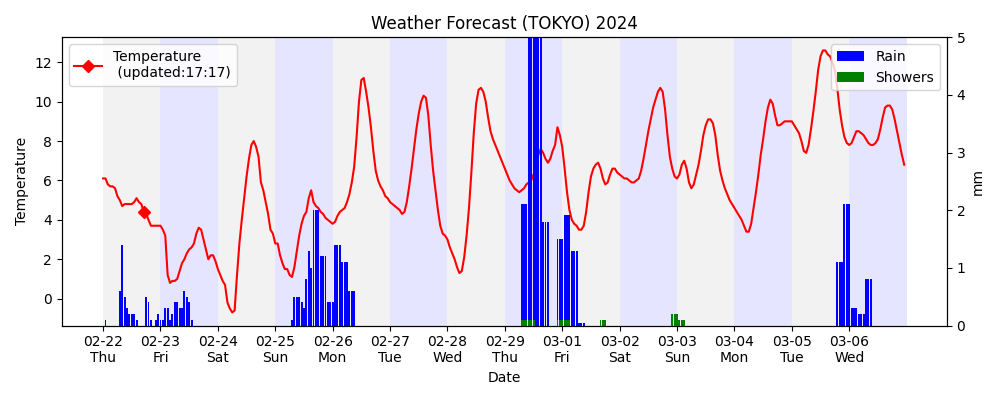 Weather Forecast (TOKYO) 2024
Temperature
(updated:17:17)
Rain
Showers
Temperature
12
10
8
6
4
2
0
5
4
3
2
1
0
mm
02-22 02-23 02-24 02-25 02-26 02-27 02-28 02-29 03-01 03-02 03-03 03-04 03-05 03-06
Thu Fri Sat Sun Mon Tue Wed Thu Fri Sat Sun Mon Tue Wed
Date